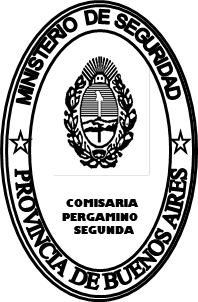 MINISTERIO DE SEGURIDAD
COMISARIA
PERGAMINO
SEGUNDA
PROVINCIA DE BUENOS AIRES